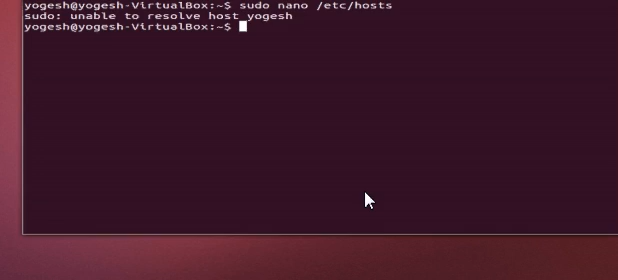 yogesh@yogesh-VirtualBox:~$ sudo nano /etc/hosts
sudo: unable to resolve host yogesh
yogesh@yogesh-VirtualBox:~$